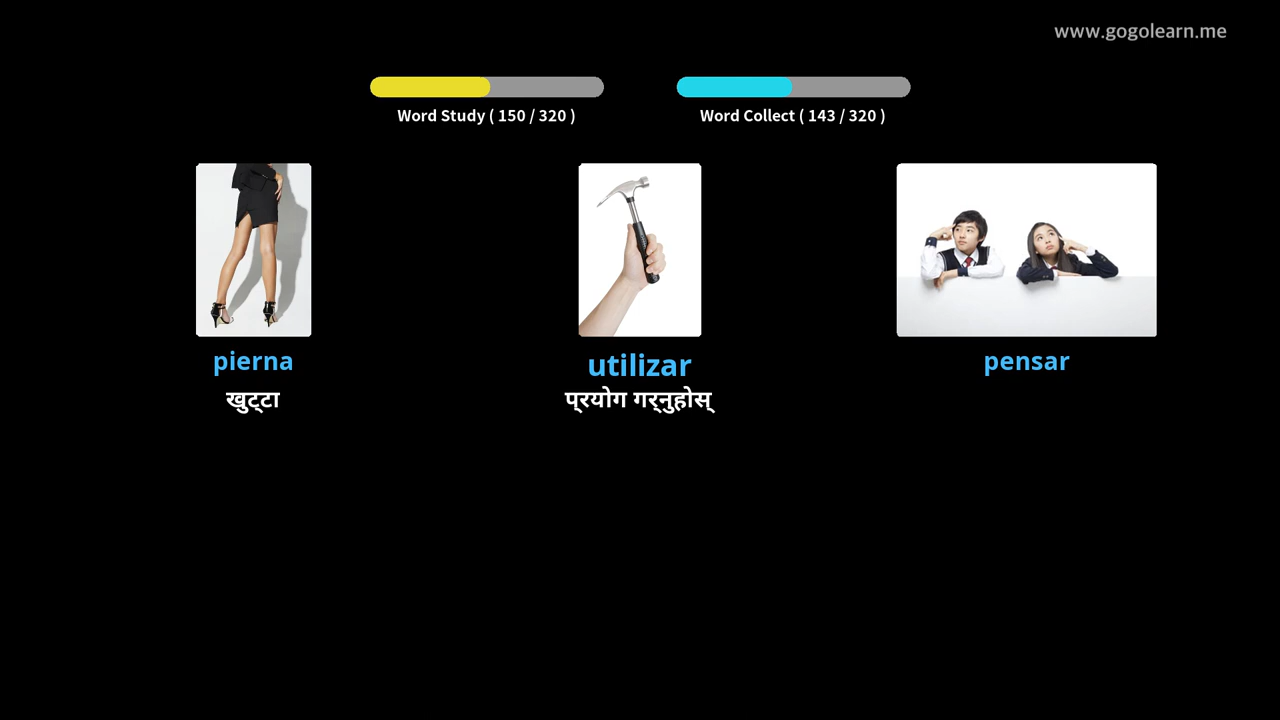 www.gogolearn.me
Word Study ( 150 / 320 )
Word Collect ( 143 / 320 )
pierna
utilizar
pensar
खुट्टा
प्रयोग गर्नुहोस्